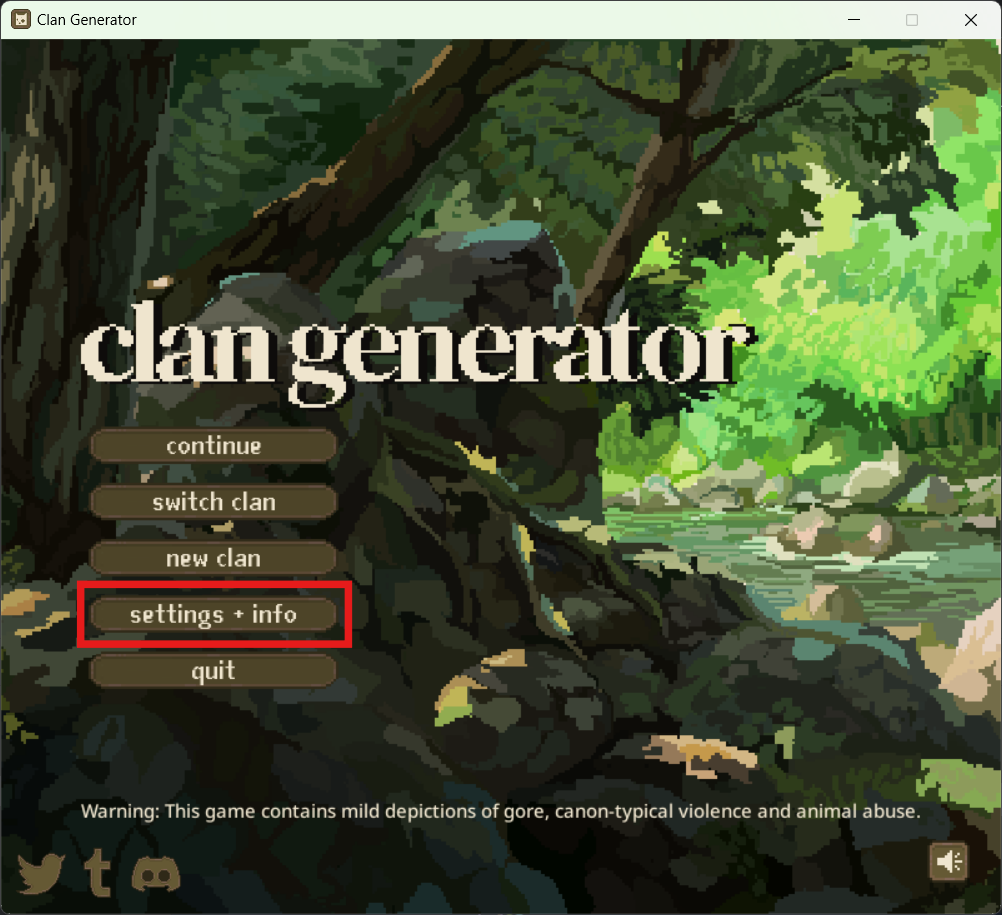 Clan Generator
clan generator
continue
switch clan
new clan
settings + info
quit
Warning: This game contains mild depictions of gore, canon-typical violence and animal abuse.